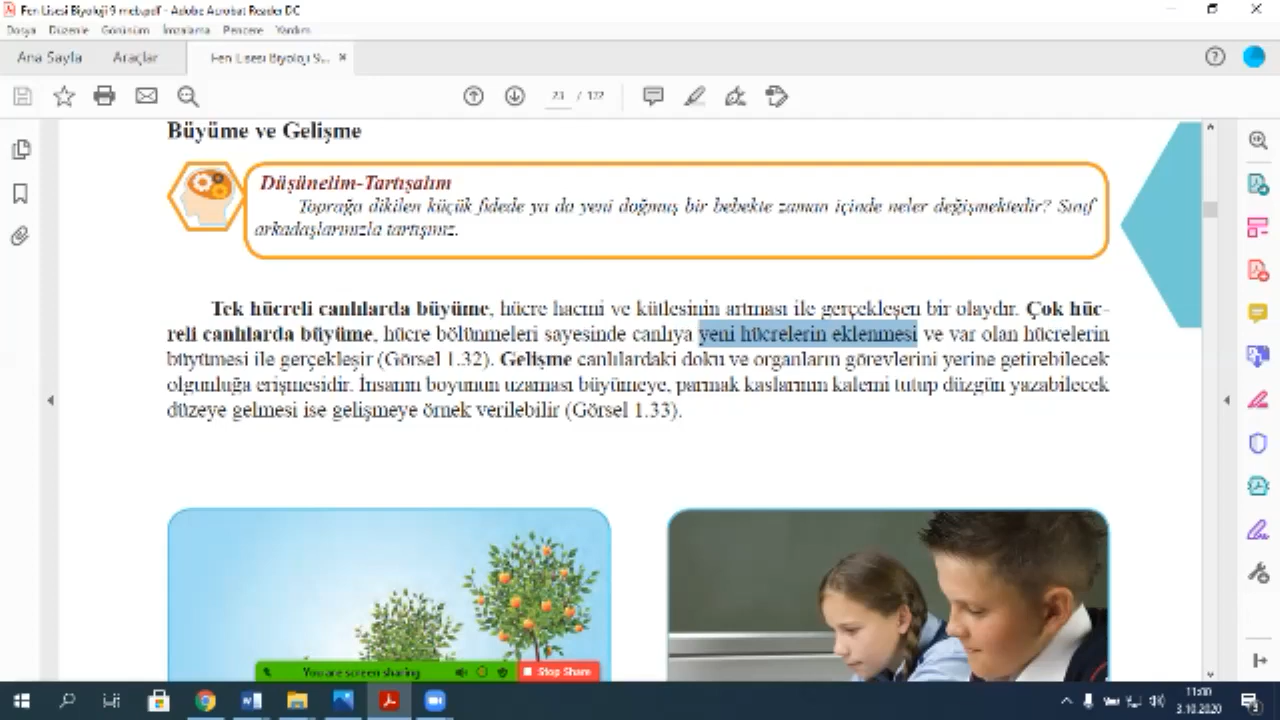 Fen Lisesi Biyoloji 9 meb.pdf - Adobe Acrobat Reader DC
Dosya Düzenle Görünüm İmzalama Pencere Yardım
Ana Sayfa Araçlar Fen Lisesi Biyoloji 9...
23 / 122
Büyüme ve Gelişme
Düşünelim-Tartışalım
Toprağa dikilen küçük fidede ya da yeni doğmuş bir bebekte zaman içinde neler değişmektedir? Sınıf
arkadaşlarınızla tartışınız.
Tek hücreli canlılarda büyüme, hücre hacmi ve kütlesinin artması ile gerçekleşen bir olaydır. Çok hüc-
reli canlılarda büyüme, hücre bölünmeleri sayesinde canlıya yeni hücrelerin eklenmesi ve var olan hücrelerin
büyümesi ile gerçekleşir (Görsel 1.32). Gelişme canlılardaki doku ve organların görevlerini yerine getirebilecek
olgunluğa erişmesidir. İnsanın boyunun uzaması büyümeye, parmak kaslarının kalemi tutup düzgün yazabilecek
düzeye gelmesi ise gelişmeye örnek verilebilir (Görsel 1.33).
You are screen sharing Stop Share
11:00
3.10.2020